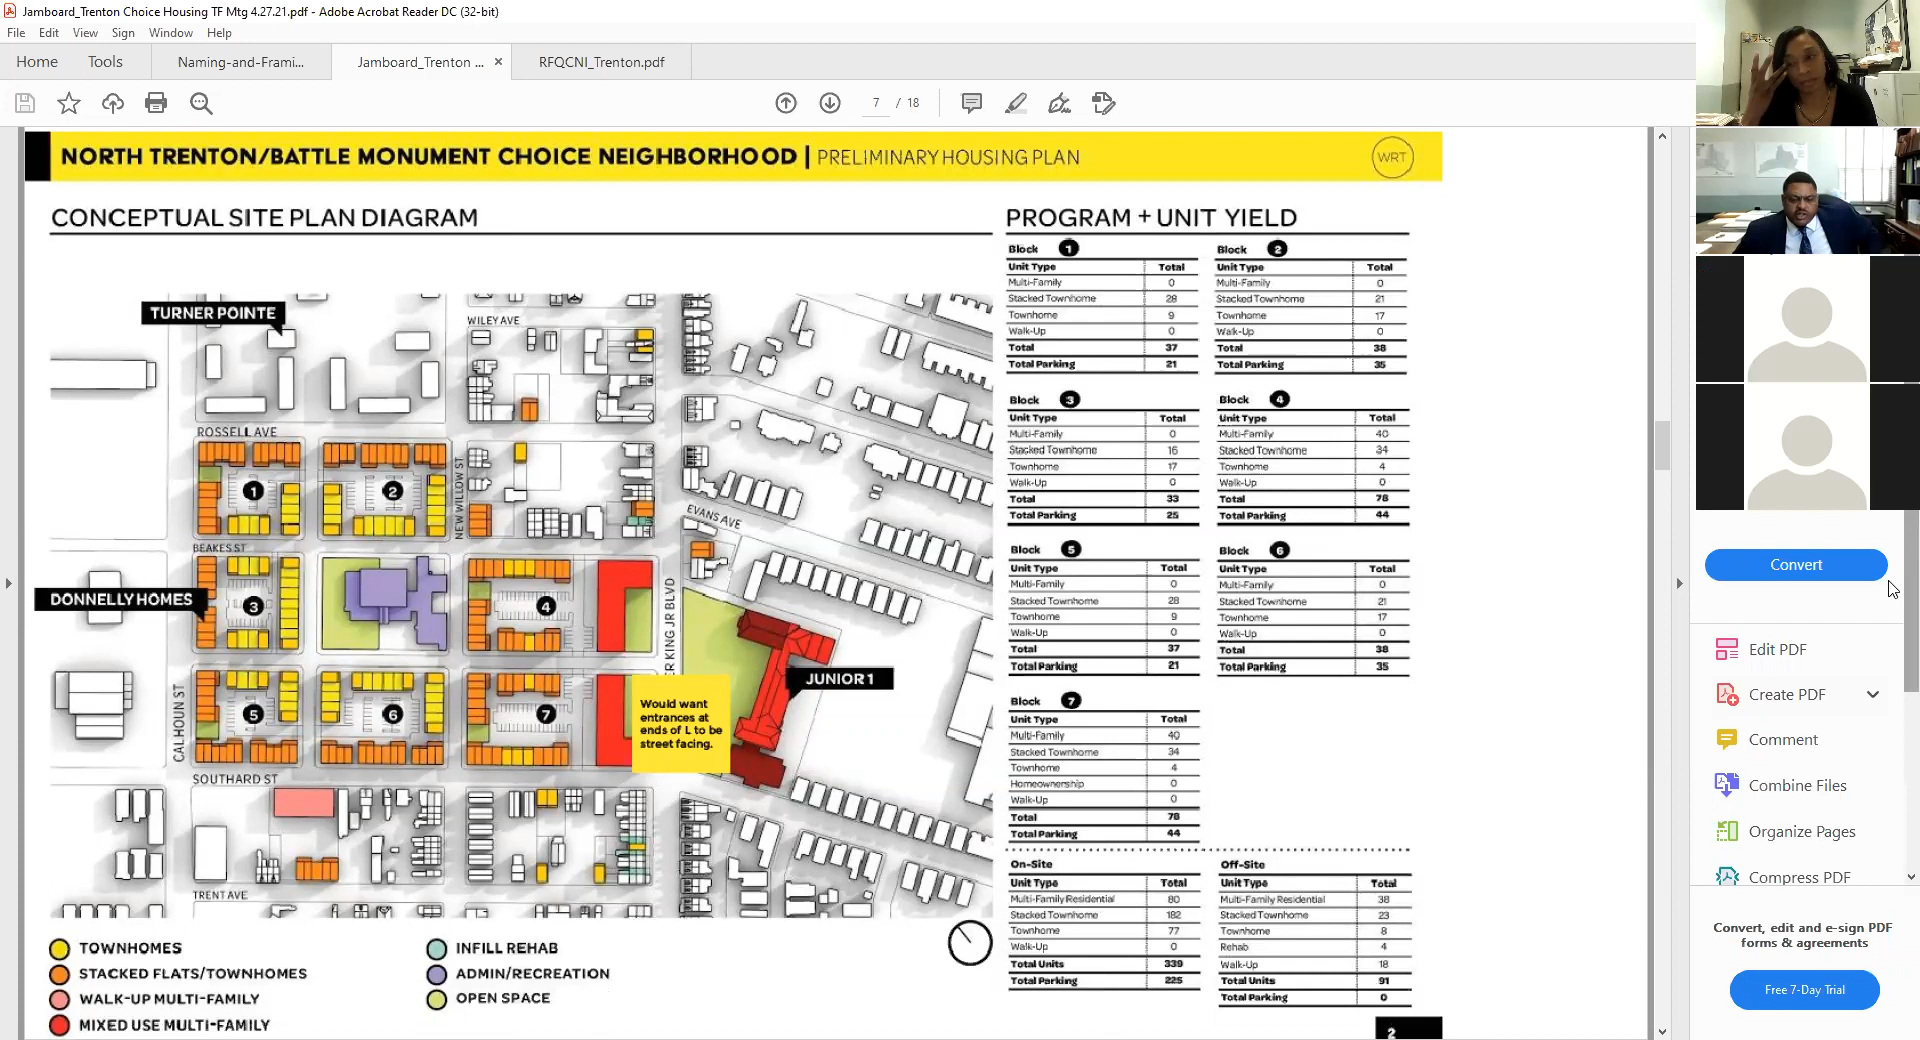 Jamboard_Trenton Choice Housing TF Mtg 4.27.21.pdf - Adobe Acrobat Reader DC (32-bit)
File Edit View Sign Window Help
Home Tools Naming-and-Frami... Jamboard_Trenton ... × RFQCNI_Trenton.pdf
7 / 18
NORTH TRENTON/BATTLE MONUMENT CHOICE NEIGHBORHOOD | PRELIMINARY HOUSING PLAN
WRT
CONCEPTUAL SITE PLAN DIAGRAM
TURNER POINTE
WILEY AVE
ROSSELL AVE
1
2
NEW WILLOW ST
EVANS AVE
BEAKES ST
DONNELLY HOMES
3
4
ER KING JR BLVD
JUNIOR 1
CALHOUN ST
5
6
7
Would want
entrances at
ends of L to be
street facing.
SOUTHARD ST
TRENT AVE
TOWNHOMES
STACKED FLATS/TOWNHOMES
WALK-UP MULTI-FAMILY
MIXED USE MULTI-FAMILY
INFILL REHAB
ADMIN/RECREATION
OPEN SPACE
PROGRAM + UNIT YIELD
Block 1
Unit Type Total
Multi-Family 0
Stacked Townhome 28
Townhome 9
Walk-Up 0
Total 37
Total Parking 21
Block 2
Unit Type Total
Multi-Family 0
Stacked Townhome 21
Townhome 17
Walk-Up 0
Total 38
Total Parking 35
Block 3
Unit Type Total
Multi-Family 0
Stacked Townhome 16
Townhome 17
Walk-Up 0
Total 33
Total Parking 25
Block 4
Unit Type Total
Multi-Family 40
Stacked Townhome 34
Townhome 4
Walk-Up 0
Total 78
Total Parking 44
Block 5
Unit Type Total
Multi-Family 0
Stacked Townhome 28
Townhome 9
Walk-Up 0
Total 37
Total Parking 21
Block 6
Unit Type Total
Multi-Family 0
Stacked Townhome 21
Townhome 17
Walk-Up 0
Total 38
Total Parking 35
Block 7
Unit Type Total
Multi-Family 40
Stacked Townhome 34
Townhome 4
Homeownership 0
Walk-Up 0
Total 78
Total Parking 44
On-Site
Unit Type Total
Multi-Family Residential 80
Stacked Townhome 182
Townhome 77
Walk-Up 0
Total Units 339
Total Parking 225
Off-Site
Unit Type Total
Multi-Family Residential 38
Stacked Townhome 23
Townhome 8
Rehab 4
Walk-Up 18
Total Units 91
Total Parking 0
2
Convert
Edit PDF
Create PDF
Comment
Combine Files
Organize Pages
Compress PDF
Convert, edit and e-sign PDF
forms & agreements
Free 7-Day Trial